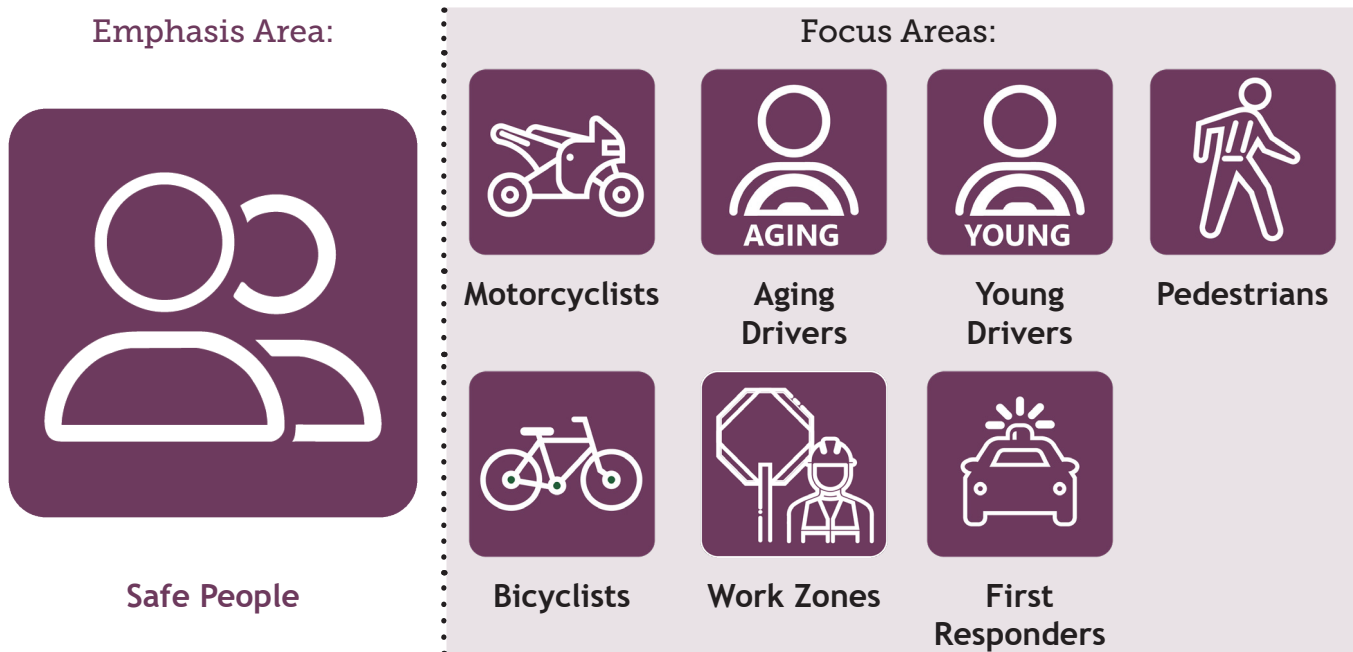 Emphasis Area:
Safe People
Focus Areas:
AGING
YOUNG
Motorcyclists
Aging
Drivers
Young
Drivers
Pedestrians
Bicyclists
Work Zones
First
Responders